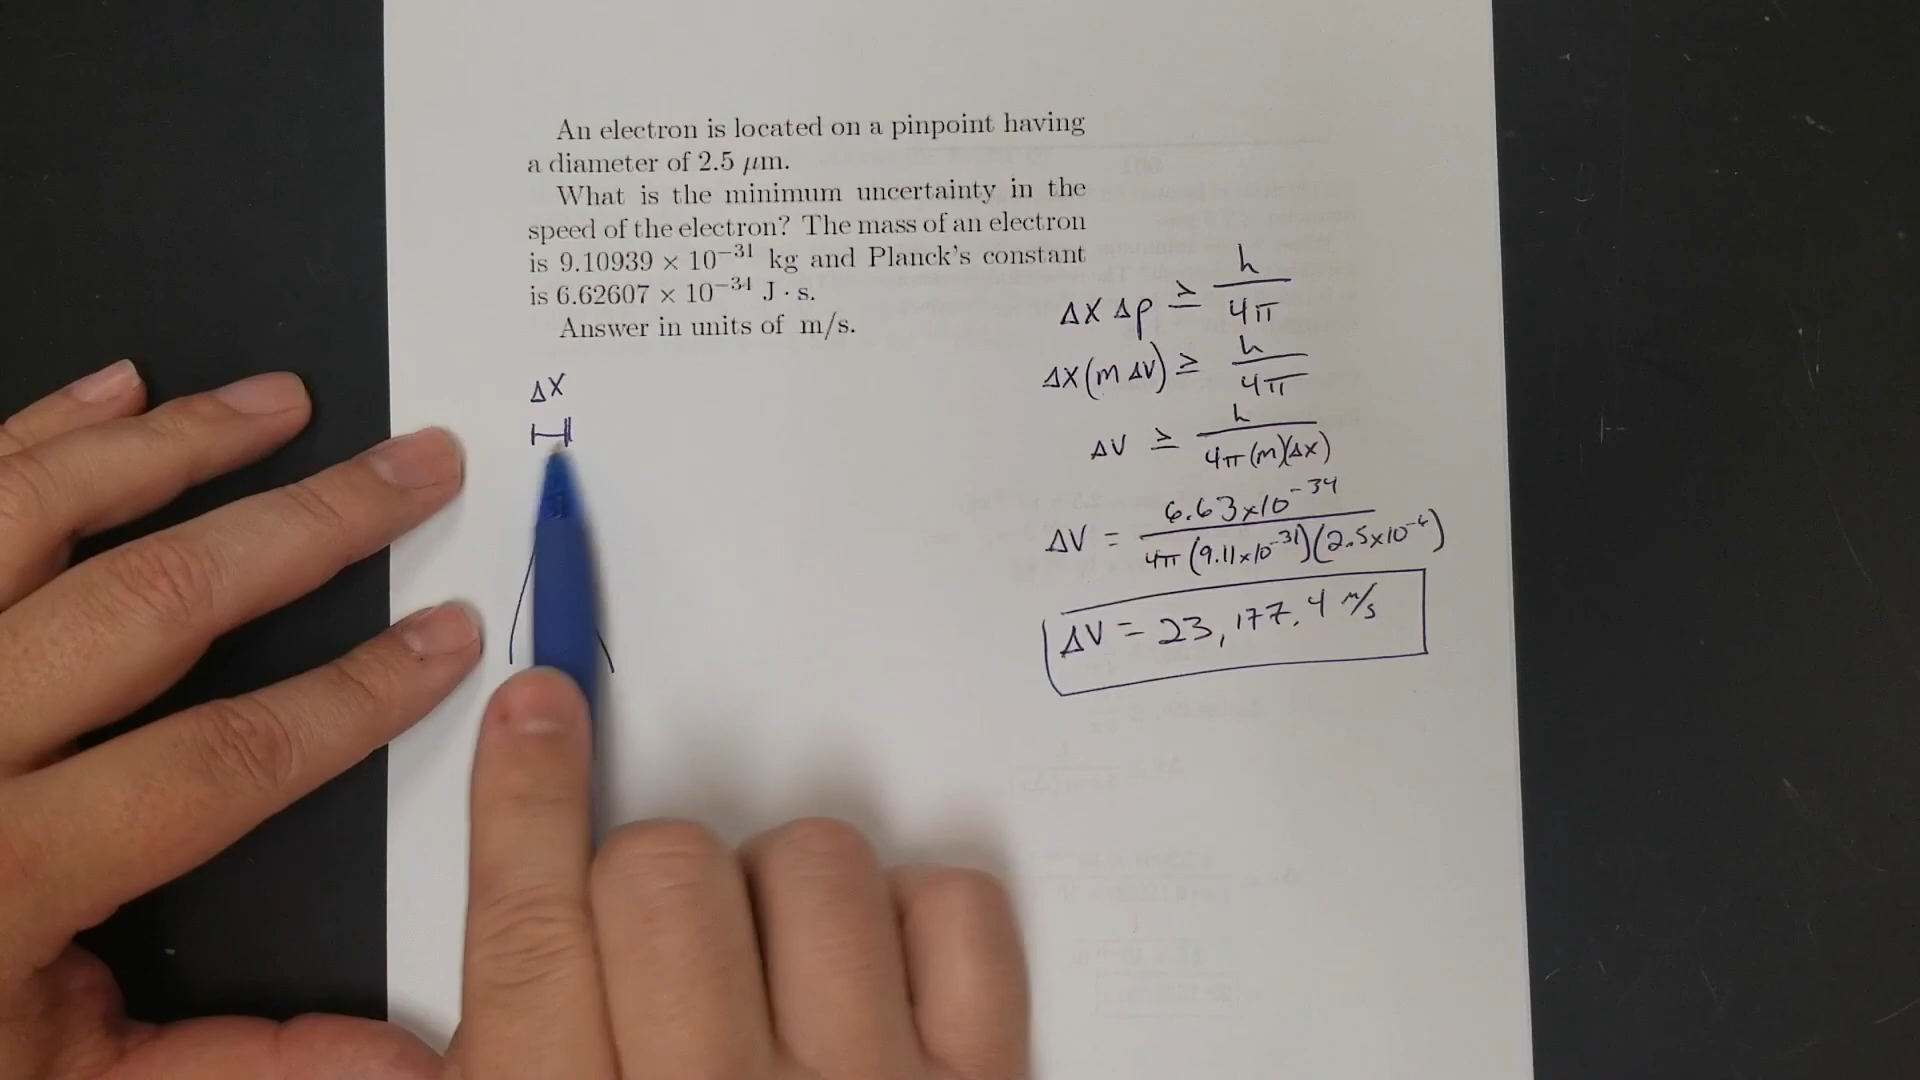 An electron is located on a pinpoint having
a diameter of 2.5 μm.
What is the minimum uncertainty in the
speed of the electron? The mass of an electron
is 9.10939 × 10⁻³¹ kg and Planck's constant
is 6.62607 × 10⁻³⁴ J · s.
Answer in units of m/s.
ΔX
ΔX Δp ≥ h/4π
ΔX(m ΔV) ≥ h/4π
ΔV ≥ h/4π(m)(ΔX)
ΔV = 6.63×10⁻³⁴/4π(9.11×10⁻³¹)(2.5×10⁻⁶)
ΔV = 23,177.4 m/s